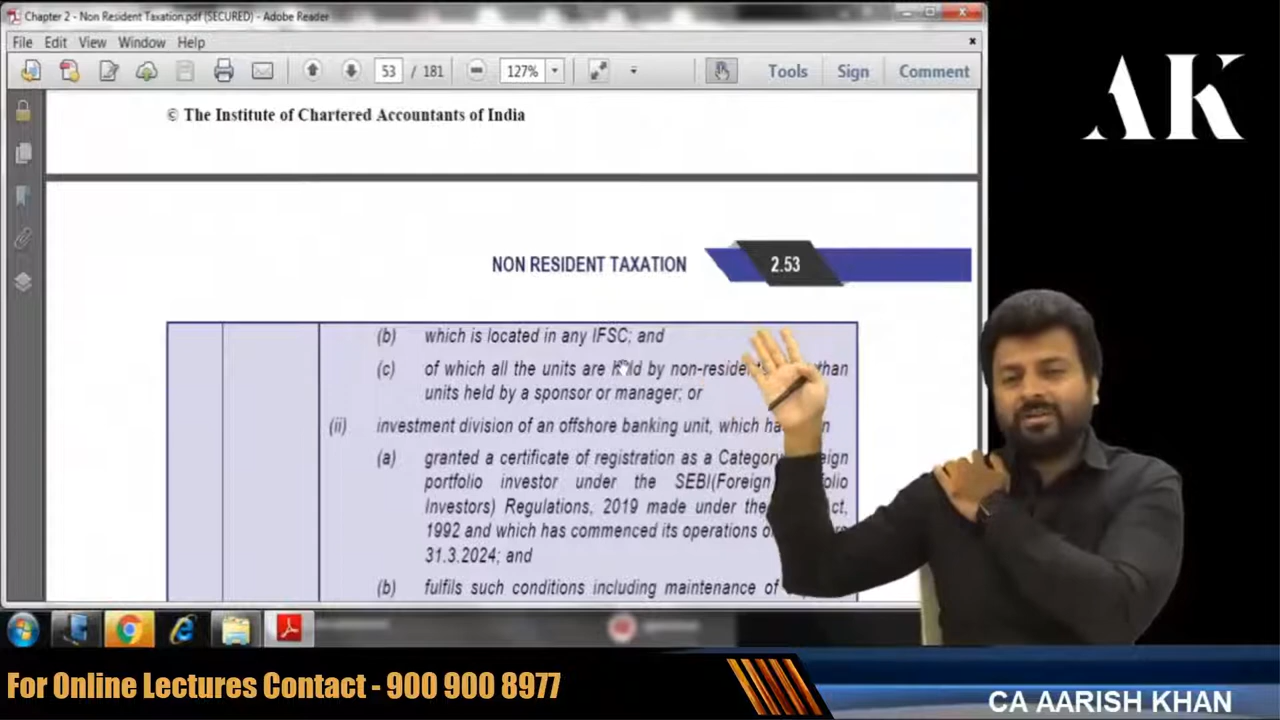 Chapter 2 - Non Resident Taxation.pdf (SECURED) - Adobe Reader
File Edit View Window Help
53 / 181 127% Tools Sign Comment
AK
© The Institute of Chartered Accountants of India
NON RESIDENT TAXATION 2.53
(b) which is located in any IFSC; and
(c) of which all the units are held by non-residents than
units held by a sponsor or manager; or
(ii) investment division of an offshore banking unit, which
(a) granted a certificate of registration as a Category
portfolio investor under the SEBI(Foreign
Investors) Regulations, 2019 made under the
1992 and which has commenced its operations
31.3.2024; and
(b) fulfils such conditions including maintenance of
For Online Lectures Contact - 900 900 8977
CA AARISH KHAN